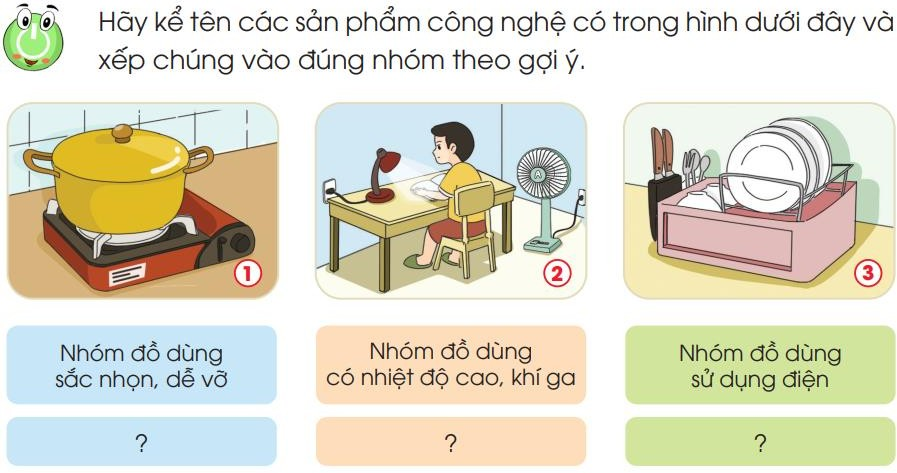 Hãy kể tên các sản phẩm công nghệ có trong hình dưới đây và
xếp chúng vào đúng nhóm theo gợi ý.
1
2
3
Nhóm đồ dùng
sắc nhọn, dễ vỡ
Nhóm đồ dùng
có nhiệt độ cao, khí ga
Nhóm đồ dùng
sử dụng điện
?
?
?